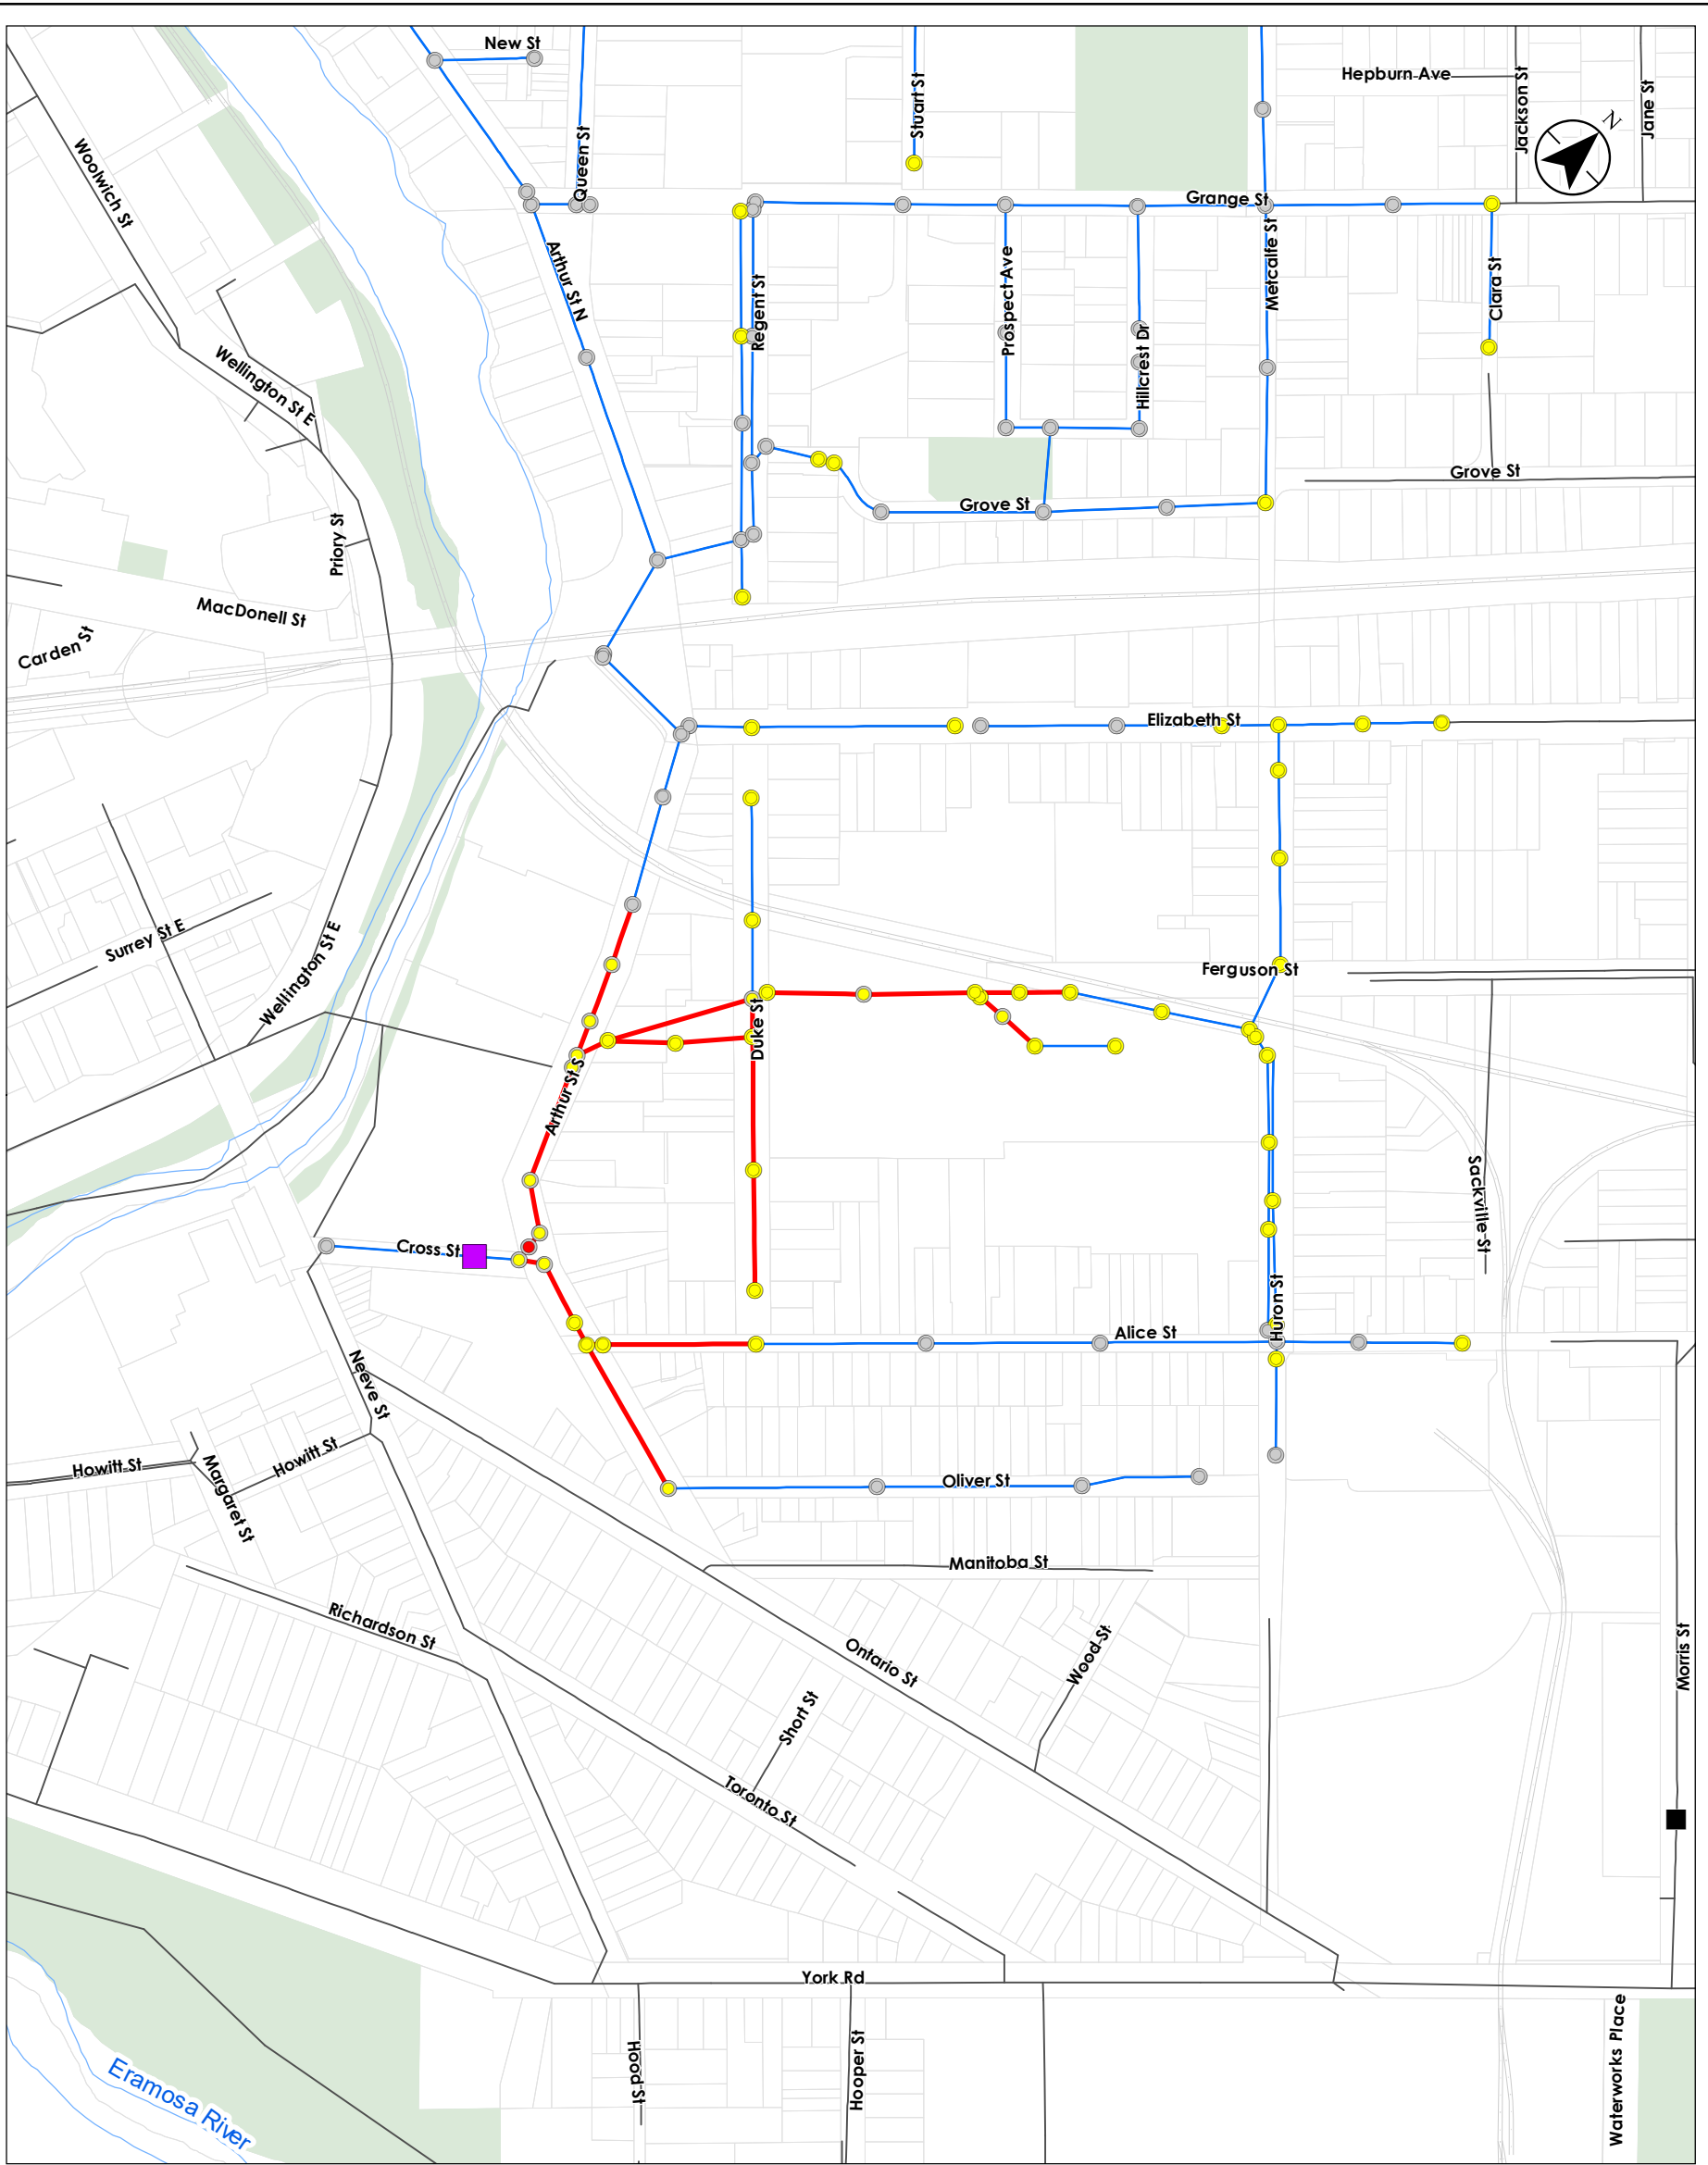 New St
Hepburn Ave
Jackson St
Jane St
Stuart St
N
Woolwich St
Queen St
Grange St
Arthur St N
Regent St
Prospect Ave
Hillcrest Dr
Metcalfe St
Clara St
Wellington St E
Grove St
Grove St
Priory St
MacDonell St
Carden St
Elizabeth St
Surrey St E
Wellington St E
Ferguson St
Duke St
Arthur St S
Sackville St
Cross St
Huron St
Alice St
Neeve St
Howitt St
Howitt St
Margaret St
Oliver St
Manitoba St
Richardson St
Ontario St
Wood St
Short St
Morris St
Toronto St
York Rd
Hood St
Hooper St
Waterworks Place
Eramosa River